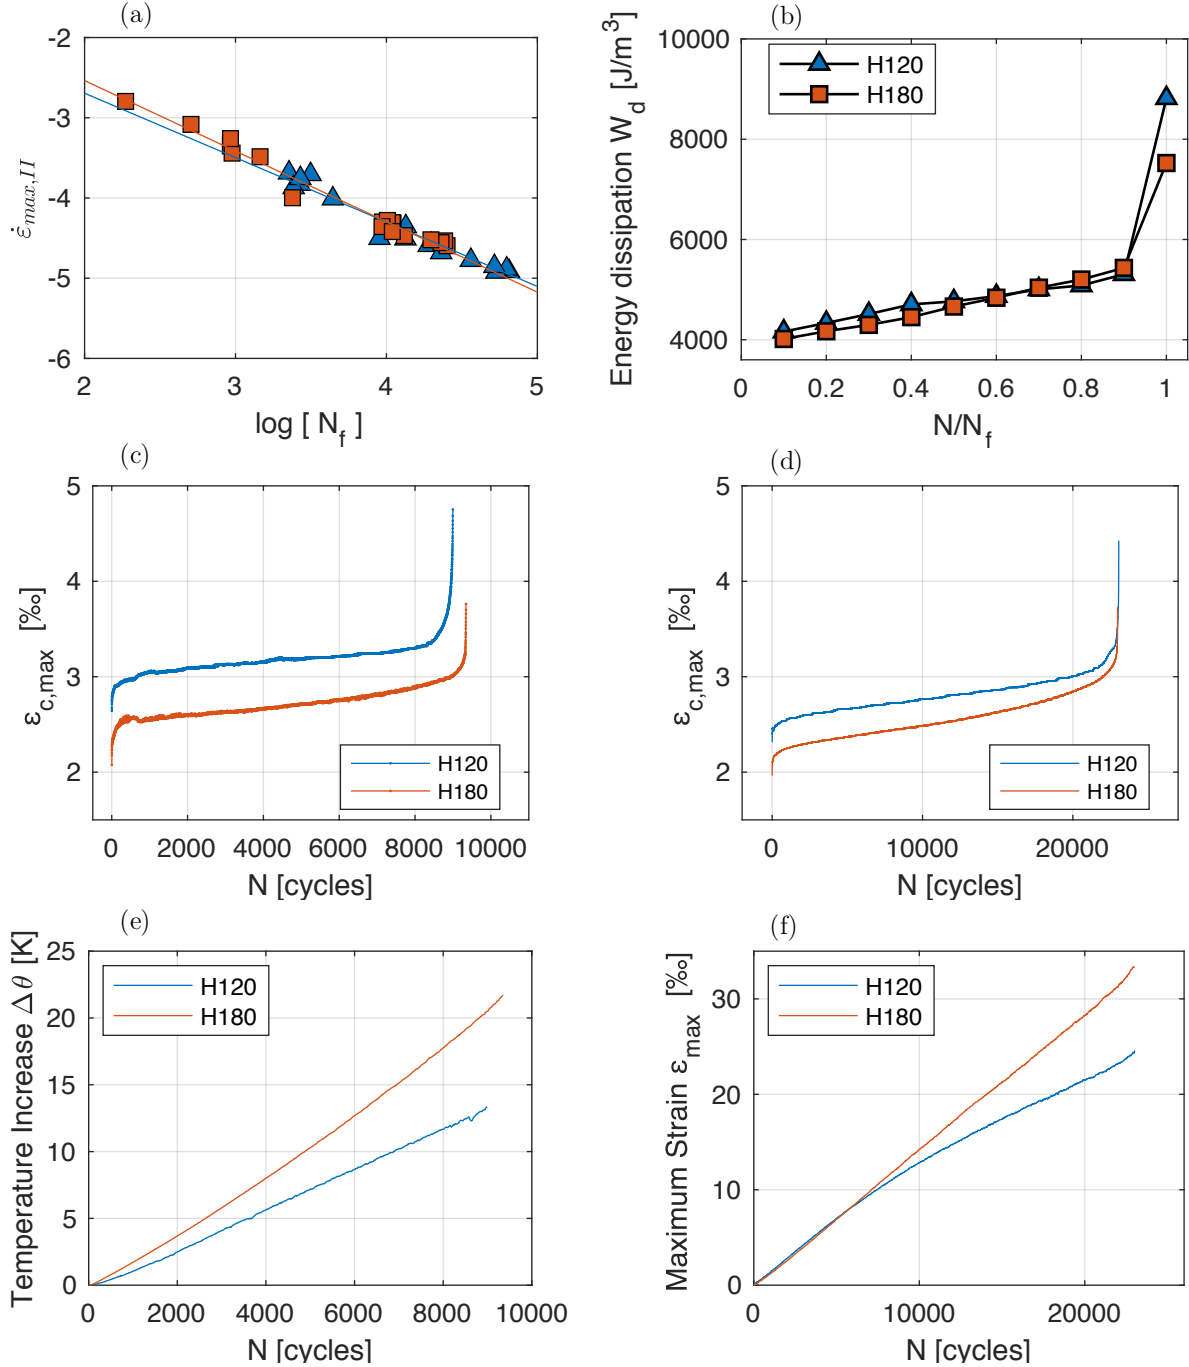 (a)
-2
-3
-4
-5
-6
ε̇max,II
2 3 4 5
log [ Nf ]
(b)
10000
8000
6000
4000
Energy dissipation Wd [J/m³]
H120
H180
0 0.2 0.4 0.6 0.8 1
N/Nf
(c)
5
4
3
2
εc,max [‰]
H120
H180
0 2000 4000 6000 8000 10000
N [cycles]
(d)
5
4
3
2
εc,max [‰]
H120
H180
0 10000 20000
N [cycles]
(e)
25
20
15
10
5
0
Temperature Increase Δθ [K]
H120
H180
0 2000 4000 6000 8000 10000
N [cycles]
(f)
30
20
10
0
Maximum Strain εmax [‰]
H120
H180
0 10000 20000
N [cycles]